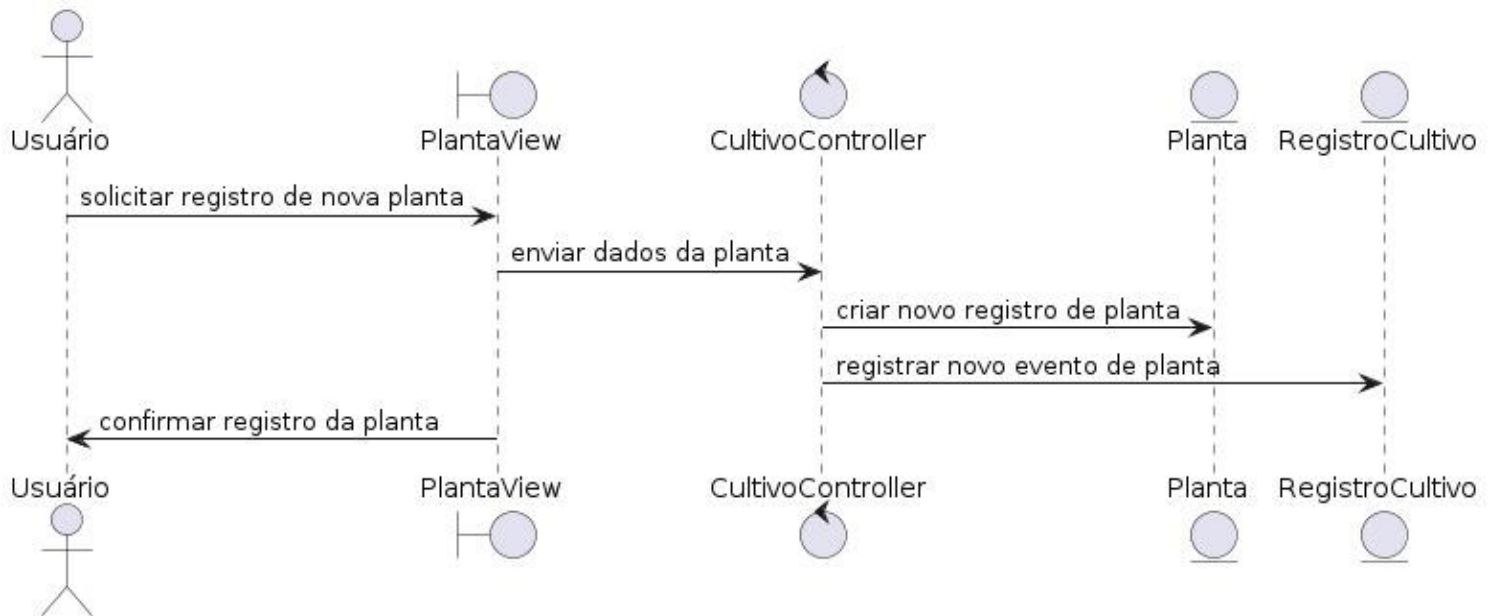 Usuário
PlantaView
CultivoController
Planta
RegistroCultivo
solicitar registro de nova planta
enviar dados da planta
criar novo registro de planta
registrar novo evento de planta
confirmar registro da planta
Usuário
PlantaView
CultivoController
Planta
RegistroCultivo